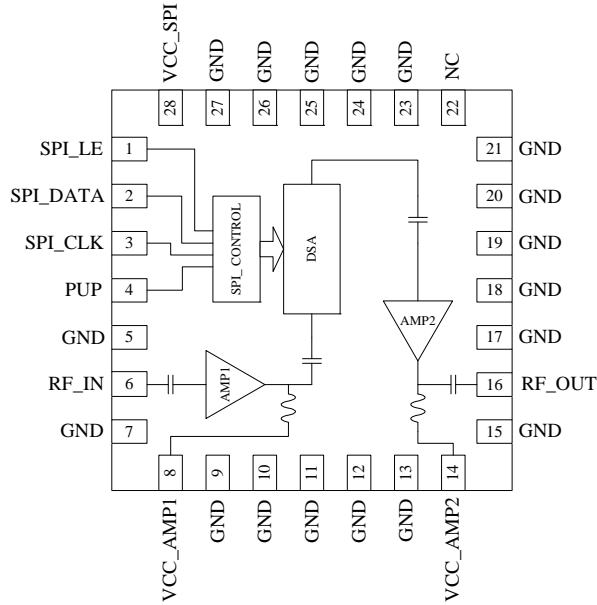 VCC_SPI
GND
GND
GND
GND
GND
NC
28
27
26
25
24
23
22
SPI_LE
1
21
GND
SPI_DATA
2
20
GND
SPI_CLK
3
19
GND
PUP
4
18
GND
GND
5
17
GND
RF_IN
6
16
RF_OUT
GND
7
15
GND
SPI_CONTROL
DSA
AMP2
AMP1
8
9
10
11
12
13
14
VCC_AMP1
GND
GND
GND
GND
GND
VCC_AMP2